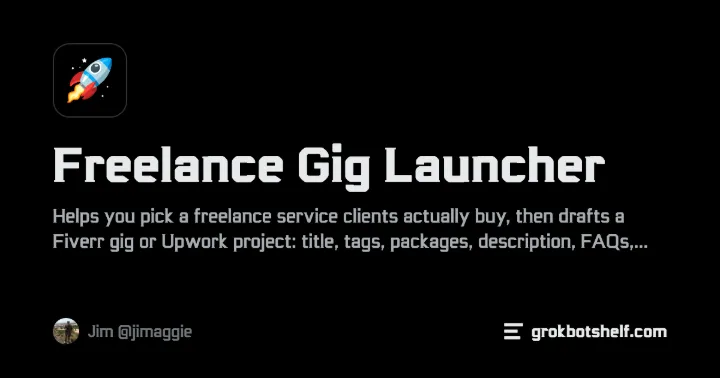 Freelance Gig Launcher
Helps you pick a freelance service clients actually buy, then drafts a
Fiverr gig or Upwork project: title, tags, packages, description, FAQs,...
Jim @jimaggie
grokbotshelf.com